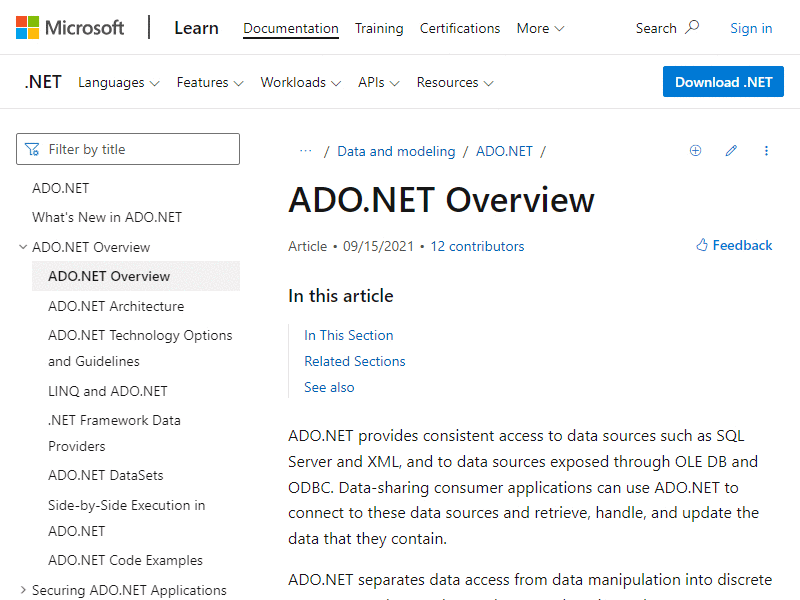 Microsoft Learn Documentation Training Certifications More Search Sign in
.NET Languages Features Workloads APIs Resources Download .NET
Filter by title
ADO.NET
What's New in ADO.NET
ADO.NET Overview
ADO.NET Overview
ADO.NET Architecture
ADO.NET Technology Options
and Guidelines
LINQ and ADO.NET
.NET Framework Data
Providers
ADO.NET DataSets
Side-by-Side Execution in
ADO.NET
ADO.NET Code Examples
Securing ADO.NET Applications
... / Data and modeling / ADO.NET /
ADO.NET Overview
Article • 09/15/2021 • 12 contributors
Feedback
In this article
In This Section
Related Sections
See also
ADO.NET provides consistent access to data sources such as SQL
Server and XML, and to data sources exposed through OLE DB and
ODBC. Data-sharing consumer applications can use ADO.NET to
connect to these data sources and retrieve, handle, and update the
data that they contain.
ADO.NET separates data access from data manipulation into discrete